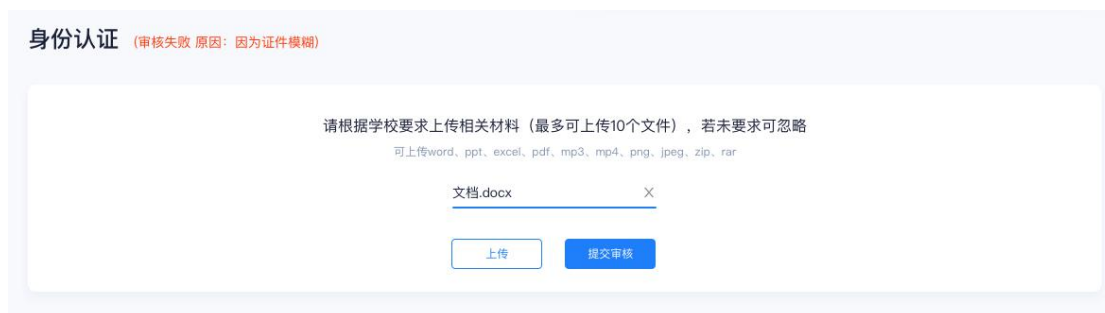 身份认证 (审核失败 原因：因为证件模糊)
请根据学校要求上传相关材料（最多可上传10个文件），若未要求可忽略
可上传word、ppt、excel、pdf、mp3、mp4、png、jpeg、zip、rar
文档.docx ×
上传 提交审核